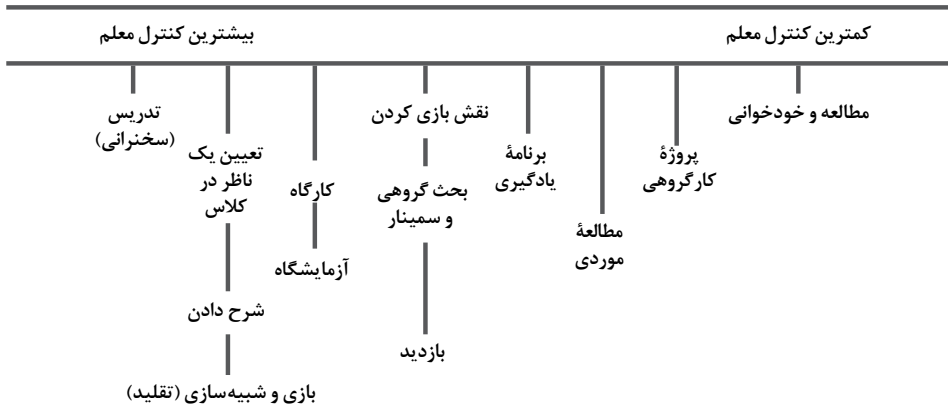 کمترین کنترل معلم
بیشترین کنترل معلم
مطالعه و خودخوانی
پروژهٔ
کارگروهی
مطالعهٔ
موردی
برنامهٔ
یادگیری
نقش بازی کردن
بحث گروهی
و سمینار
بازدید
کارگاه
آزمایشگاه
تعیین یک
ناظر در
کلاس
شرح دادن
بازی و شبیه‌سازی (تقلید)
تدریس
(سخنرانی)